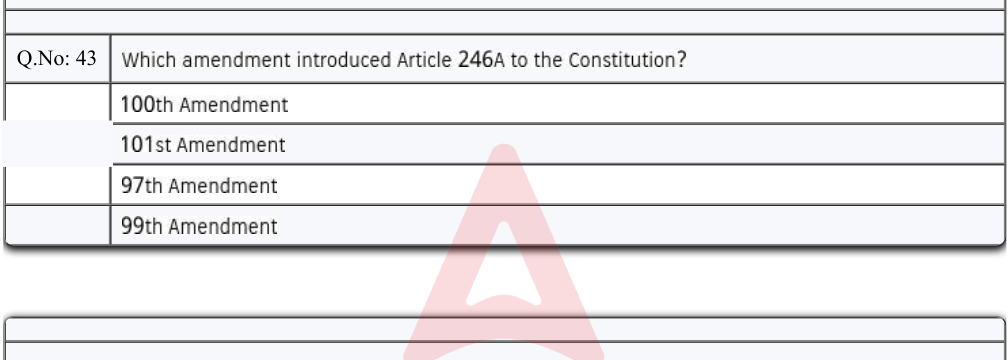 Q.No: 43 Which amendment introduced Article 246A to the Constitution?
100th Amendment
101st Amendment
97th Amendment
99th Amendment